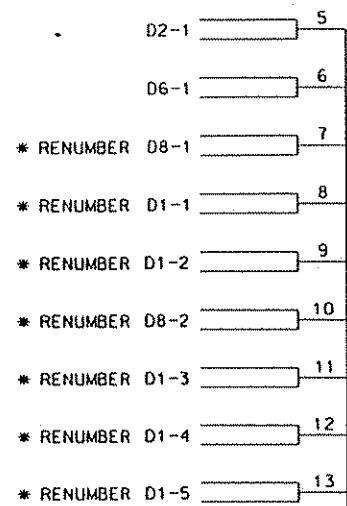 D2-1 5
D6-1 6
* RENUMBER D8-1 7
* RENUMBER D1-1 8
* RENUMBER D1-2 9
* RENUMBER D8-2 10
* RENUMBER D1-3 11
* RENUMBER D1-4 12
* RENUMBER D1-5 13